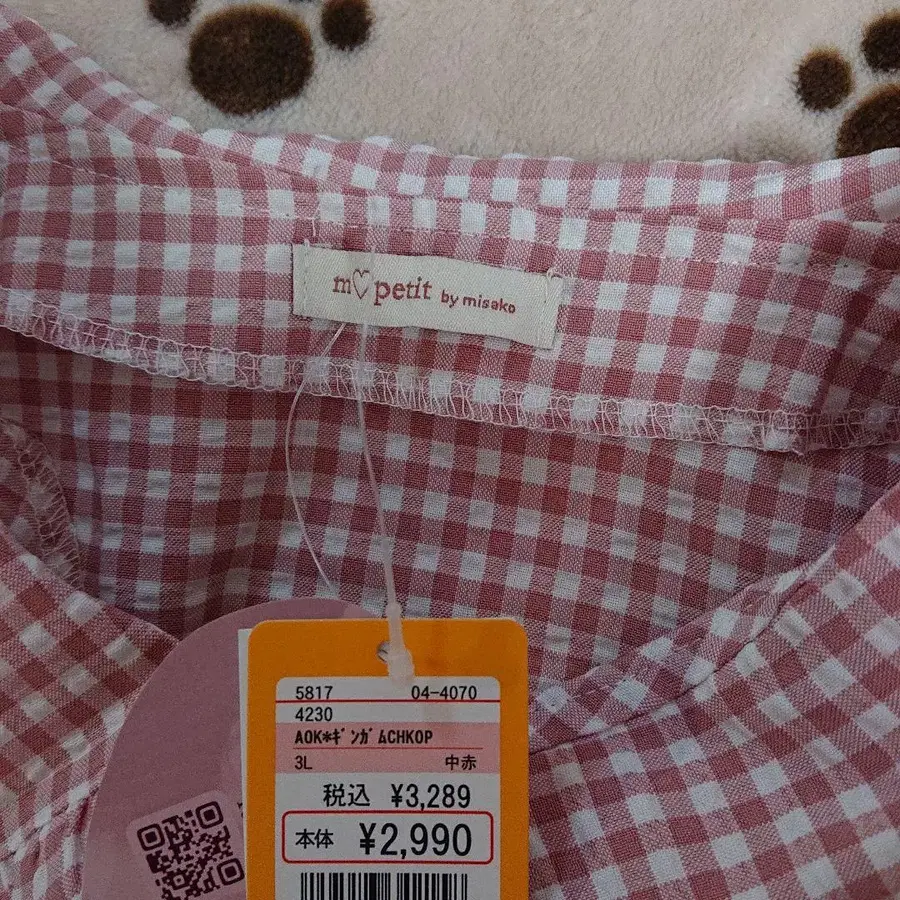 m♡petit by misako
5817 04-4070
4230
AOK*ｷﾞﾝｶﾞﾑCHKOP
3L 中赤
税込 ¥3,289
本体 ¥2,990